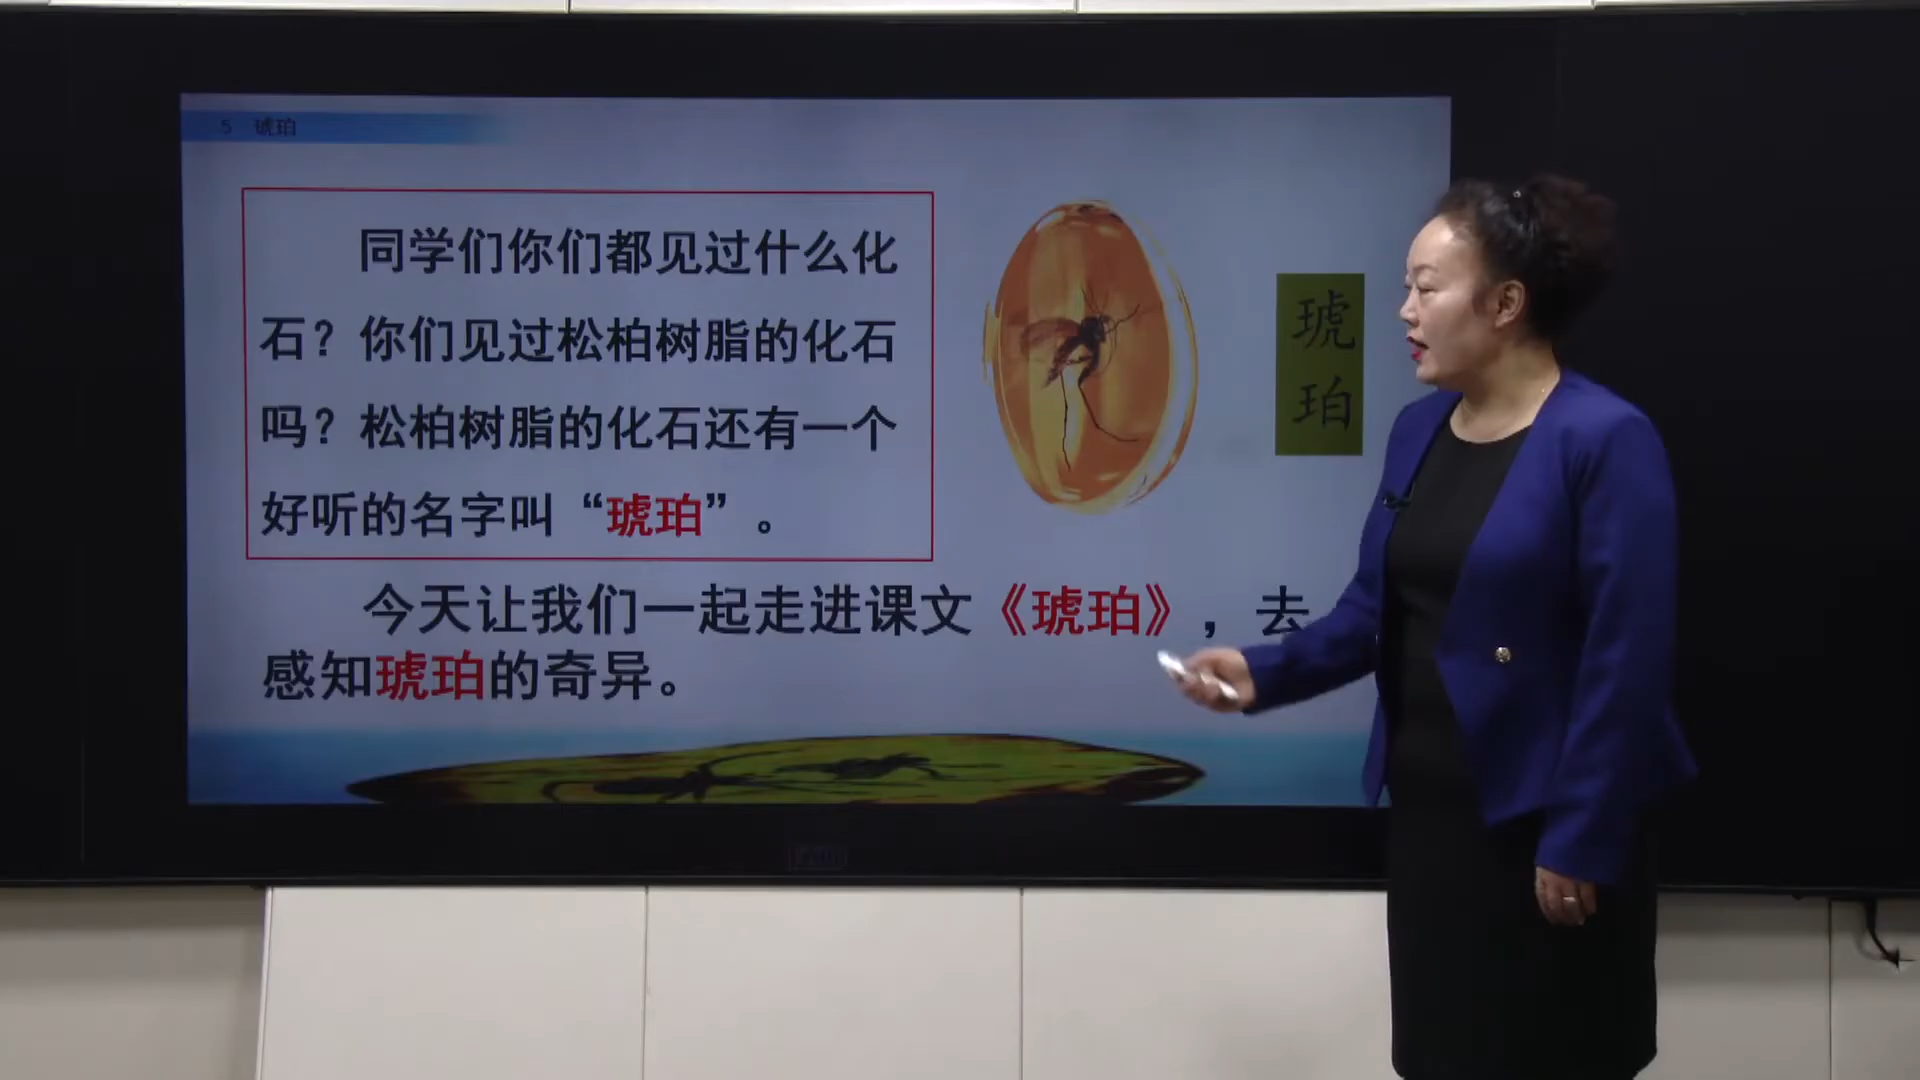 5 琥珀
同学们你们都见过什么化
石？你们见过松柏树脂的化石
吗？松柏树脂的化石还有一个
好听的名字叫“琥珀”。
琥
珀
今天让我们一起走进课文《琥珀》，去
感知琥珀的奇异。